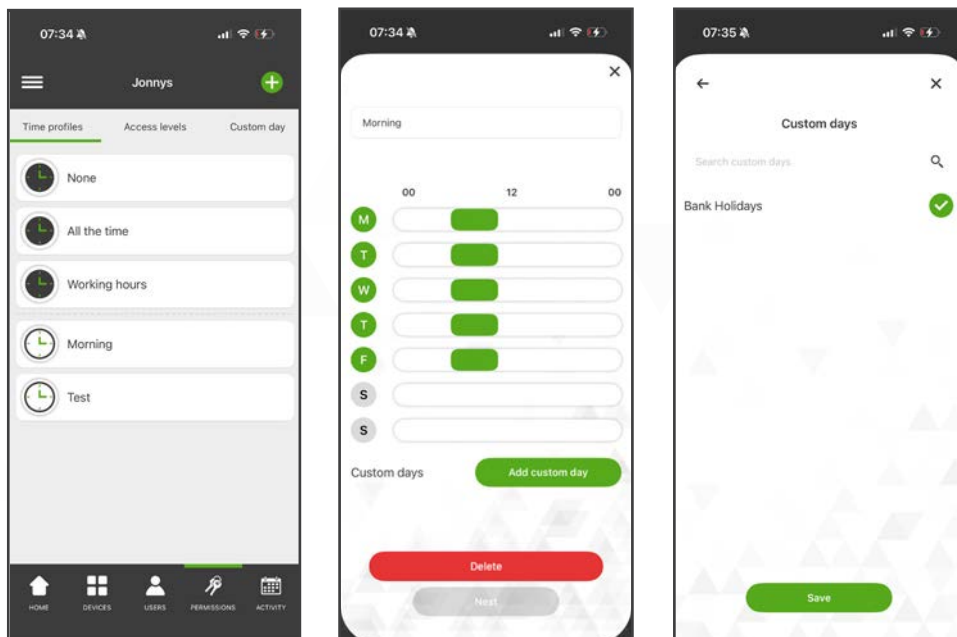 07:34
Jonnys
Time profiles Access levels Custom day
None
All the time
Working hours
Morning
Test
HOME DEVICES USERS PERMISSIONS ACTIVITY
07:34
Morning
00 12 00
M
T
W
T
F
S
S
Custom days Add custom day
Delete
Next
07:35
Custom days
Search custom days
Bank Holidays
Save